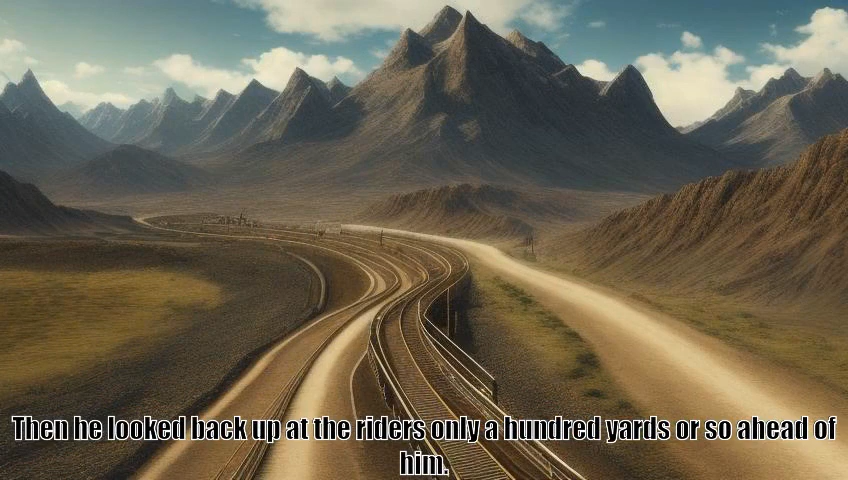 Then he looked back up at the riders only a hundred yards or so ahead of
him.